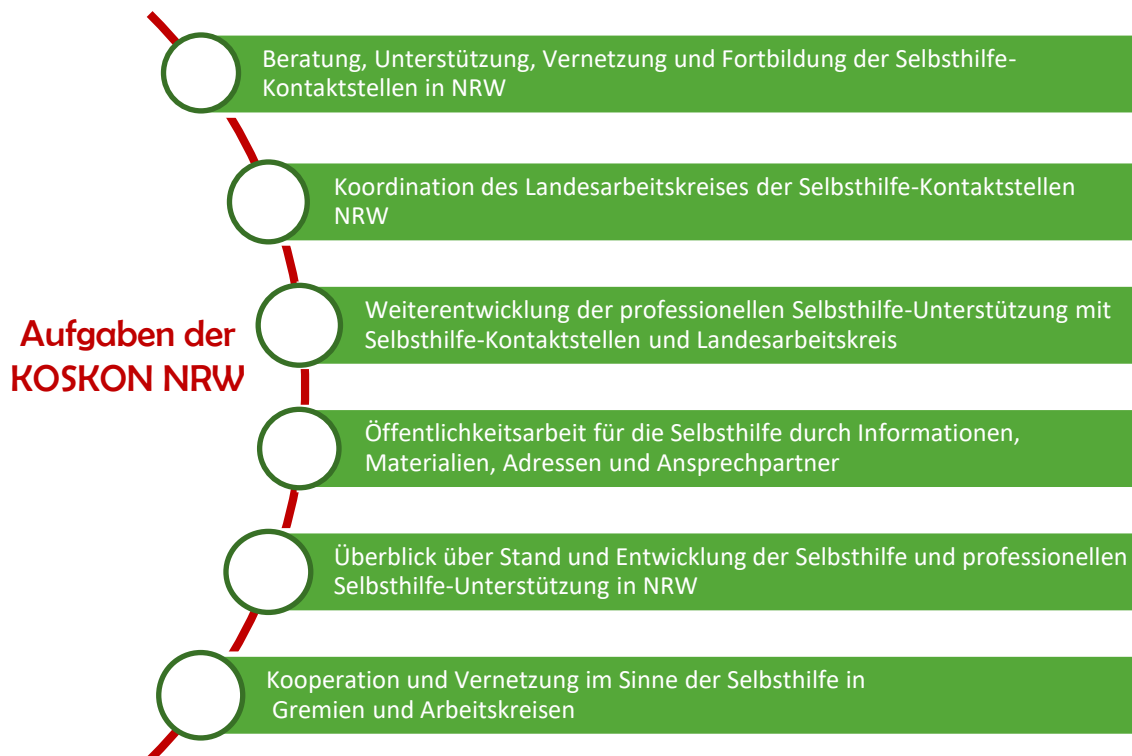 Aufgaben der
KOSKON NRW
Beratung, Unterstützung, Vernetzung und Fortbildung der Selbsthilfe-
Kontaktstellen in NRW
Koordination des Landesarbeitskreises der Selbsthilfe-Kontaktstellen
NRW
Weiterentwicklung der professionellen Selbsthilfe-Unterstützung mit
Selbsthilfe-Kontaktstellen und Landesarbeitskreis
Öffentlichkeitsarbeit für die Selbsthilfe durch Informationen,
Materialien, Adressen und Ansprechpartner
Überblick über Stand und Entwicklung der Selbsthilfe und professionellen
Selbsthilfe-Unterstützung in NRW
Kooperation und Vernetzung im Sinne der Selbsthilfe in
Gremien und Arbeitskreisen